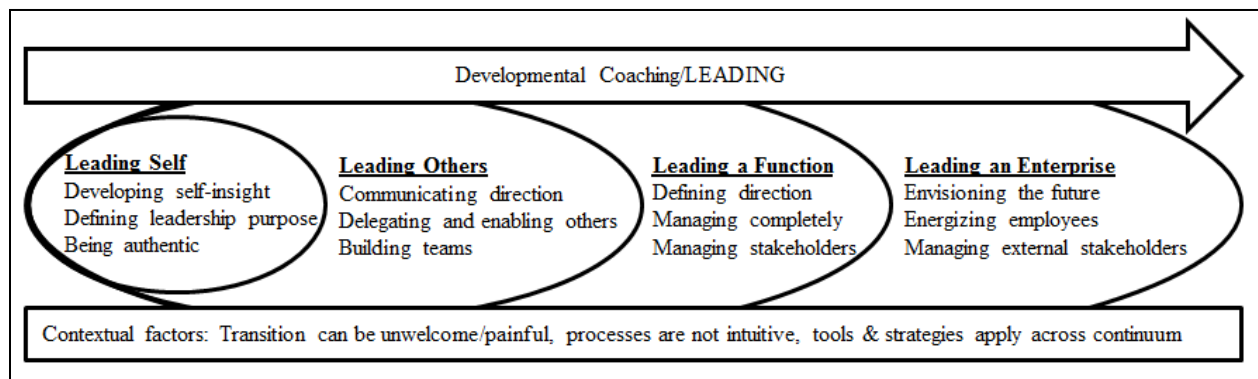 Developmental Coaching/LEADING
Leading Self
Developing self-insight
Defining leadership purpose
Being authentic
Leading Others
Communicating direction
Delegating and enabling others
Building teams
Leading a Function
Defining direction
Managing completely
Managing stakeholders
Leading an Enterprise
Envisioning the future
Energizing employees
Managing external stakeholders
Contextual factors: Transition can be unwelcome/painful, processes are not intuitive, tools & strategies apply across continuum